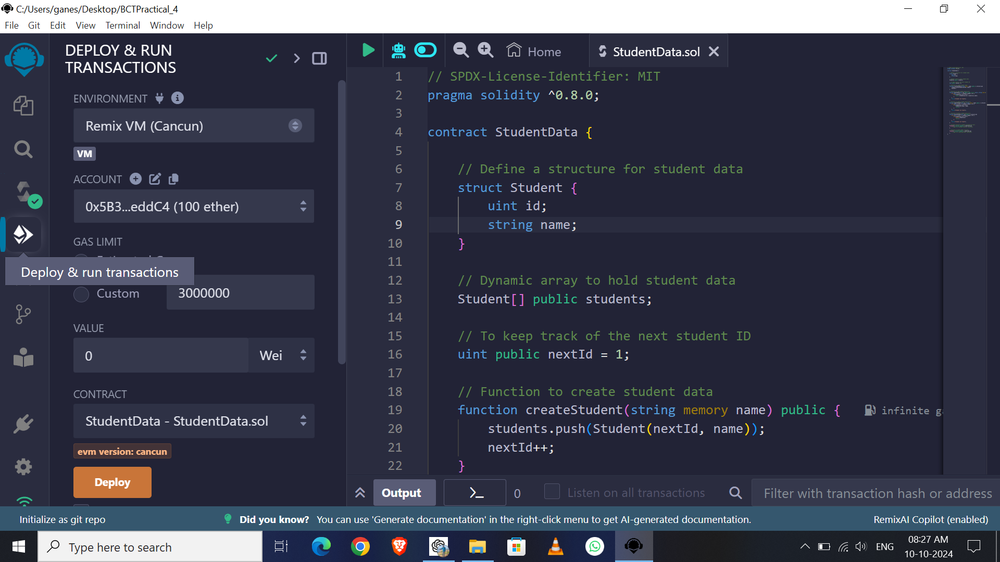 C:/Users/ganes/Desktop/BCTPractical_4
File Git Edit View Terminal Window Help
DEPLOY & RUN
TRANSACTIONS
ENVIRONMENT
Remix VM (Cancun)
VM
ACCOUNT
0x5B3...eddC4 (100 ether)
GAS LIMIT
Deploy & run transactions
Custom
3000000
VALUE
0
Wei
CONTRACT
StudentData - StudentData.sol
evm version: cancun
Deploy
Home
StudentData.sol
1 // SPDX-License-Identifier: MIT
2 pragma solidity ^0.8.0;
3
4 contract StudentData {
5
6 // Define a structure for student data
7 struct Student {
8 uint id;
9 string name;
10 }
11
12 // Dynamic array to hold student data
13 Student[] public students;
14
15 // To keep track of the next student ID
16 uint public nextId = 1;
17
18 // Function to create student data
19 function createStudent(string memory name) public { infinite
20 students.push(Student(nextId, name));
21 nextId++;
22 }
Output
>_
0
Listen on all transactions
Filter with transaction hash or address
Initialize as git repo
Did you know? You can use 'Generate documentation' in the right-click menu to get AI-generated documentation.
RemixAI Copilot (enabled)
Type here to search
ENG
08:27 AM
10-10-2024